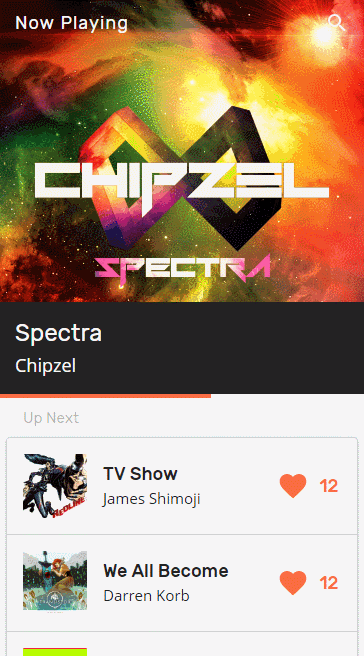 Now Playing
CHIPZEL
SPECTRA
Spectra
Chipzel
Up Next
TV Show
James Shimoji
12
REDLINE
We All Become
Darren Korb
12